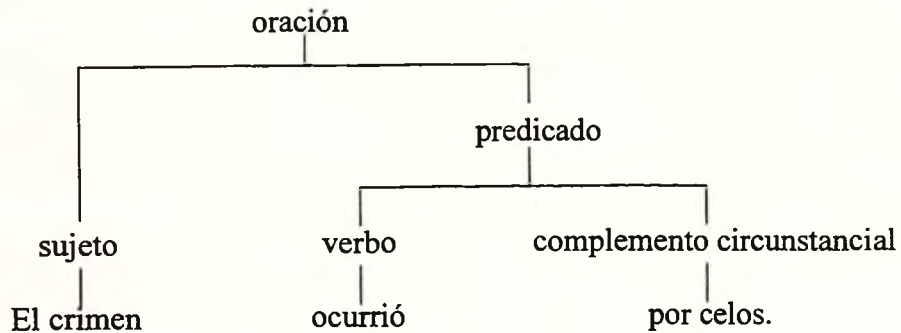 oración
predicado
sujeto verbo complemento circunstancial
El crimen ocurrió por celos.